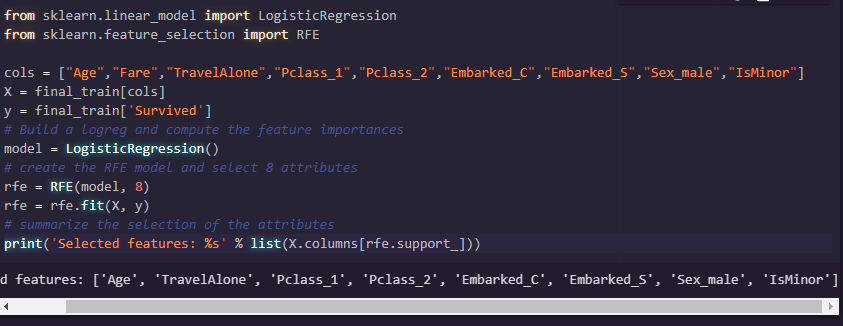 from sklearn.linear_model import LogisticRegression
from sklearn.feature_selection import RFE
cols = ["Age","Fare","TravelAlone","Pclass_1","Pclass_2","Embarked_C","Embarked_S","Sex_male","IsMinor"]
X = final_train[cols]
y = final_train['Survived']
# Build a logreg and compute the feature importances
model = LogisticRegression()
# create the RFE model and select 8 attributes
rfe = RFE(model, 8)
rfe = rfe.fit(X, y)
# summarize the selection of the attributes
print('Selected features: %s' % list(X.columns[rfe.support_]))
d features: ['Age', 'TravelAlone', 'Pclass_1', 'Pclass_2', 'Embarked_C', 'Embarked_S', 'Sex_male', 'IsMinor']